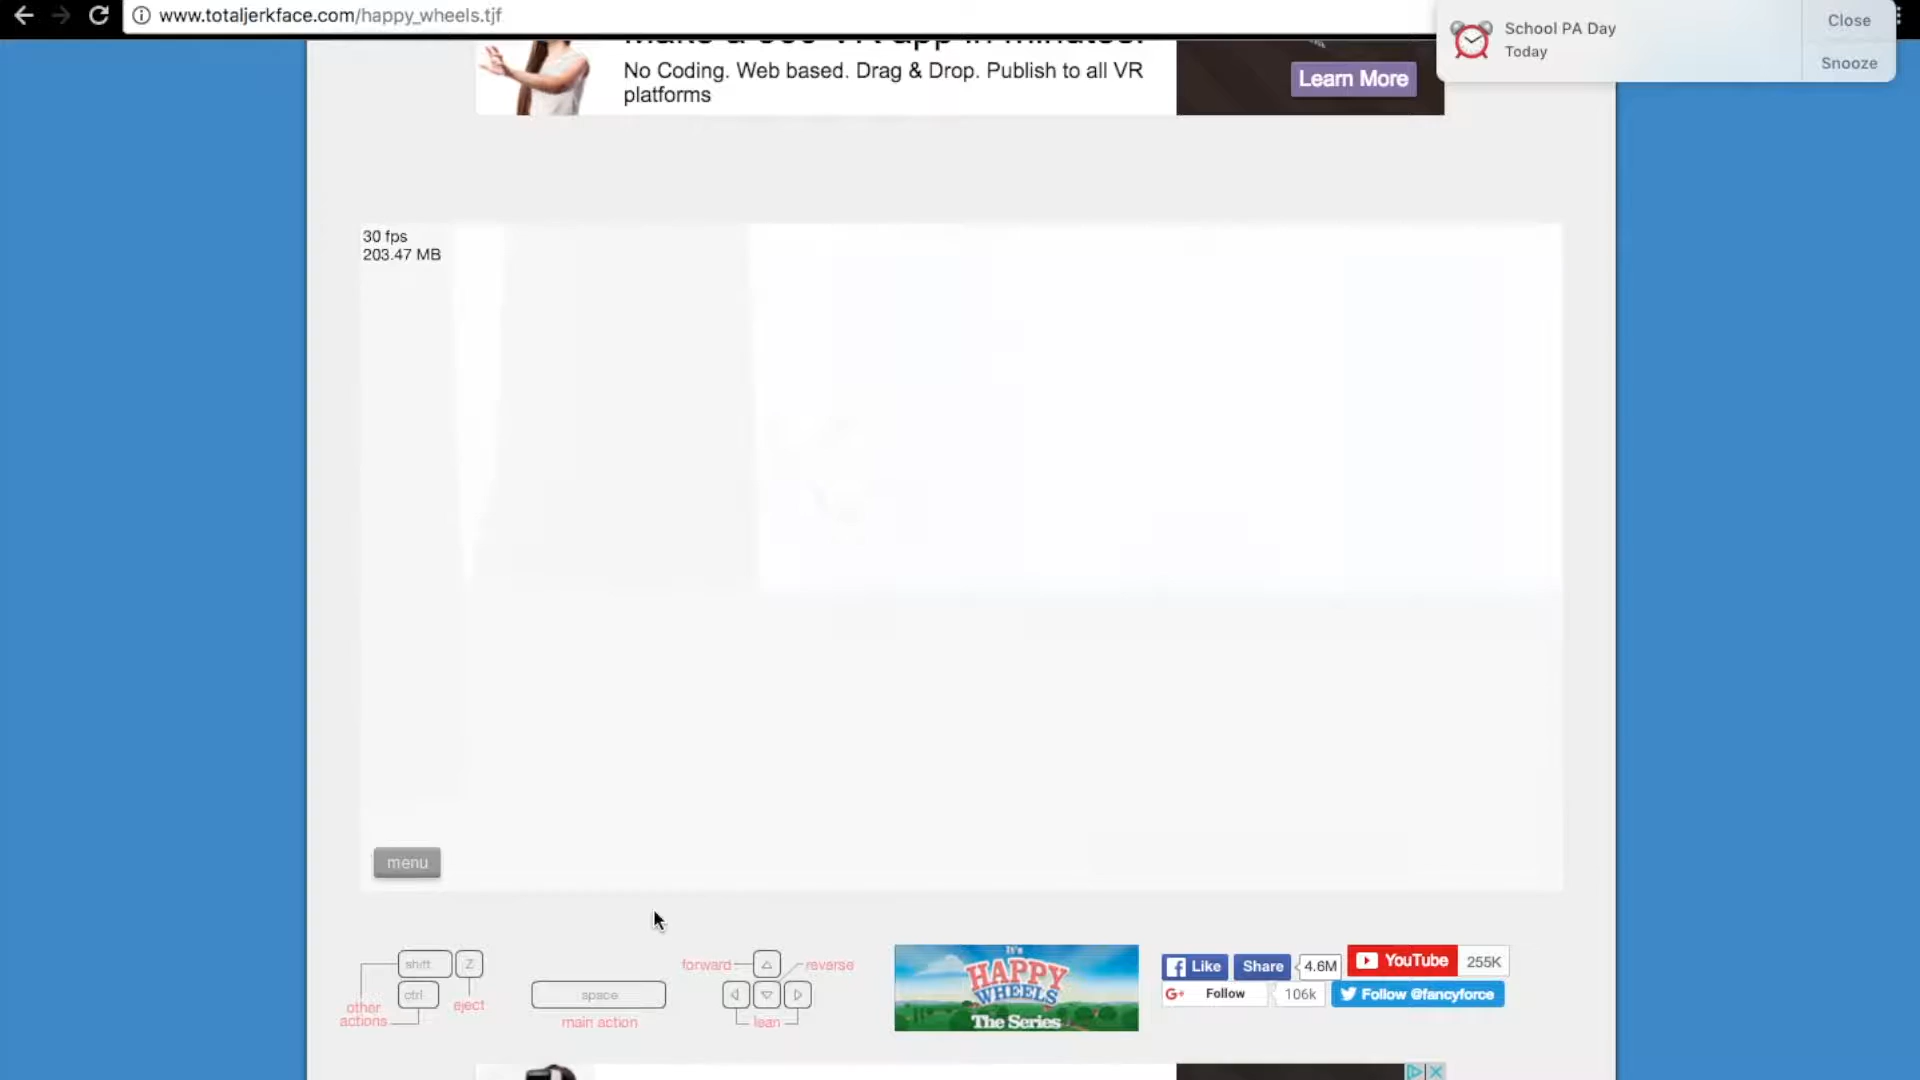 www.totaljerkface.com/happy_wheels.tjf
School PA Day
Today
Close
Snooze
No Coding. Web based. Drag & Drop. Publish to all VR
platforms
Learn More
30 fps
203.47 MB
menu
shift
Z
ctrl
other
actions
eject
space
main action
forward
reverse
lean
It's
HAPPY
WHEELS
The Series
Like
Share
4.6M
YouTube
255K
G+
Follow
106k
Follow @fancyforce